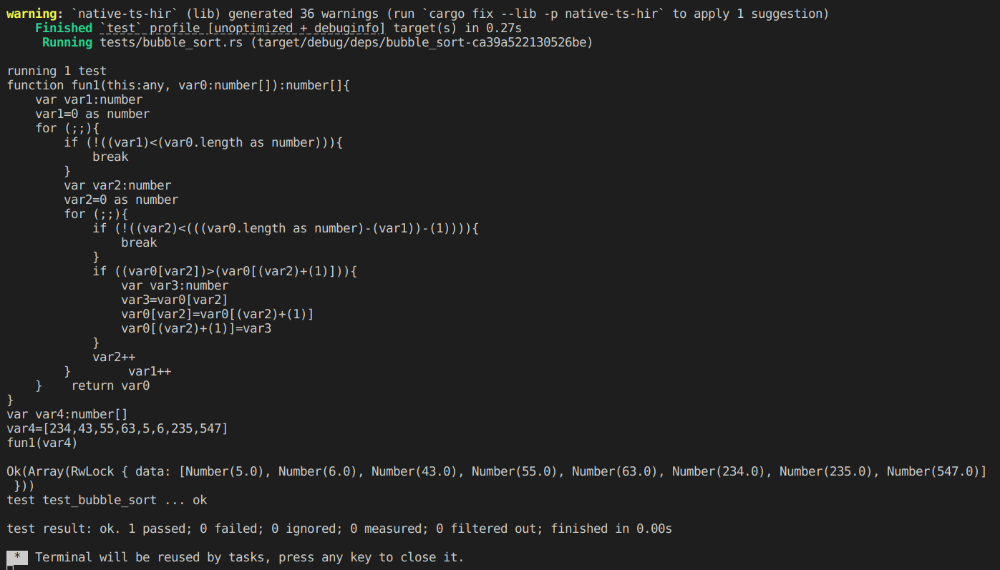 warning: `native-ts-hir` (lib) generated 36 warnings (run `cargo fix --lib -p native-ts-hir` to apply 1 suggestion)
    Finished `test` profile [unoptimized + debuginfo] target(s) in 0.27s
     Running tests/bubble_sort.rs (target/debug/deps/bubble_sort-ca39a522130526be)

running 1 test
function fun1(this:any, var0:number[]):number[]{
    var var1:number
    var1=0 as number
    for (;;){
        if (!((var1)<(var0.length as number))){
            break
        }
        var var2:number
        var2=0 as number
        for (;;){
            if (!((var2)<(((var0.length as number)-(var1))-(1)))){
                break
            }
            if ((var0[var2])>(var0[(var2)+(1)])){
                var var3:number
                var3=var0[var2]
                var0[var2]=var0[(var2)+(1)]
                var0[(var2)+(1)]=var3
            }
            var2++
        }        var1++
    }    return var0
}
var var4:number[]
var4=[234,43,55,63,5,6,235,547]
fun1(var4)

Ok(Array(RwLock { data: [Number(5.0), Number(6.0), Number(43.0), Number(55.0), Number(63.0), Number(234.0), Number(235.0), Number(547.0)]
 }))
test test_bubble_sort ... ok

test result: ok. 1 passed; 0 failed; 0 ignored; 0 measured; 0 filtered out; finished in 0.00s

 *  Terminal will be reused by tasks, press any key to close it.